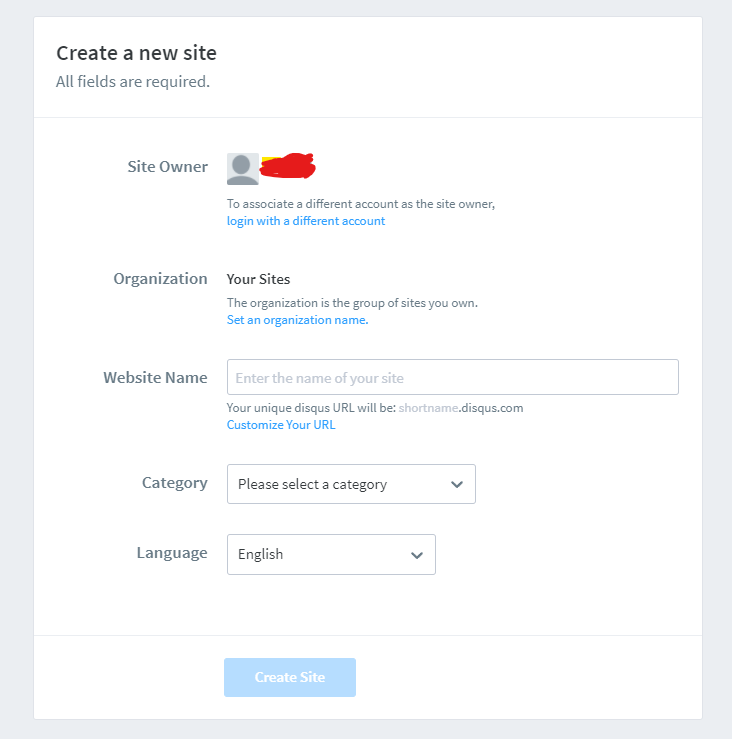 Create a new site
All fields are required.
Site Owner
To associate a different account as the site owner,
login with a different account
Organization
Your Sites
The organization is the group of sites you own.
Set an organization name.
Website Name
Enter the name of your site
Your unique disqus URL will be: shortname.disqus.com
Customize Your URL
Category
Please select a category
Language
English
Create Site